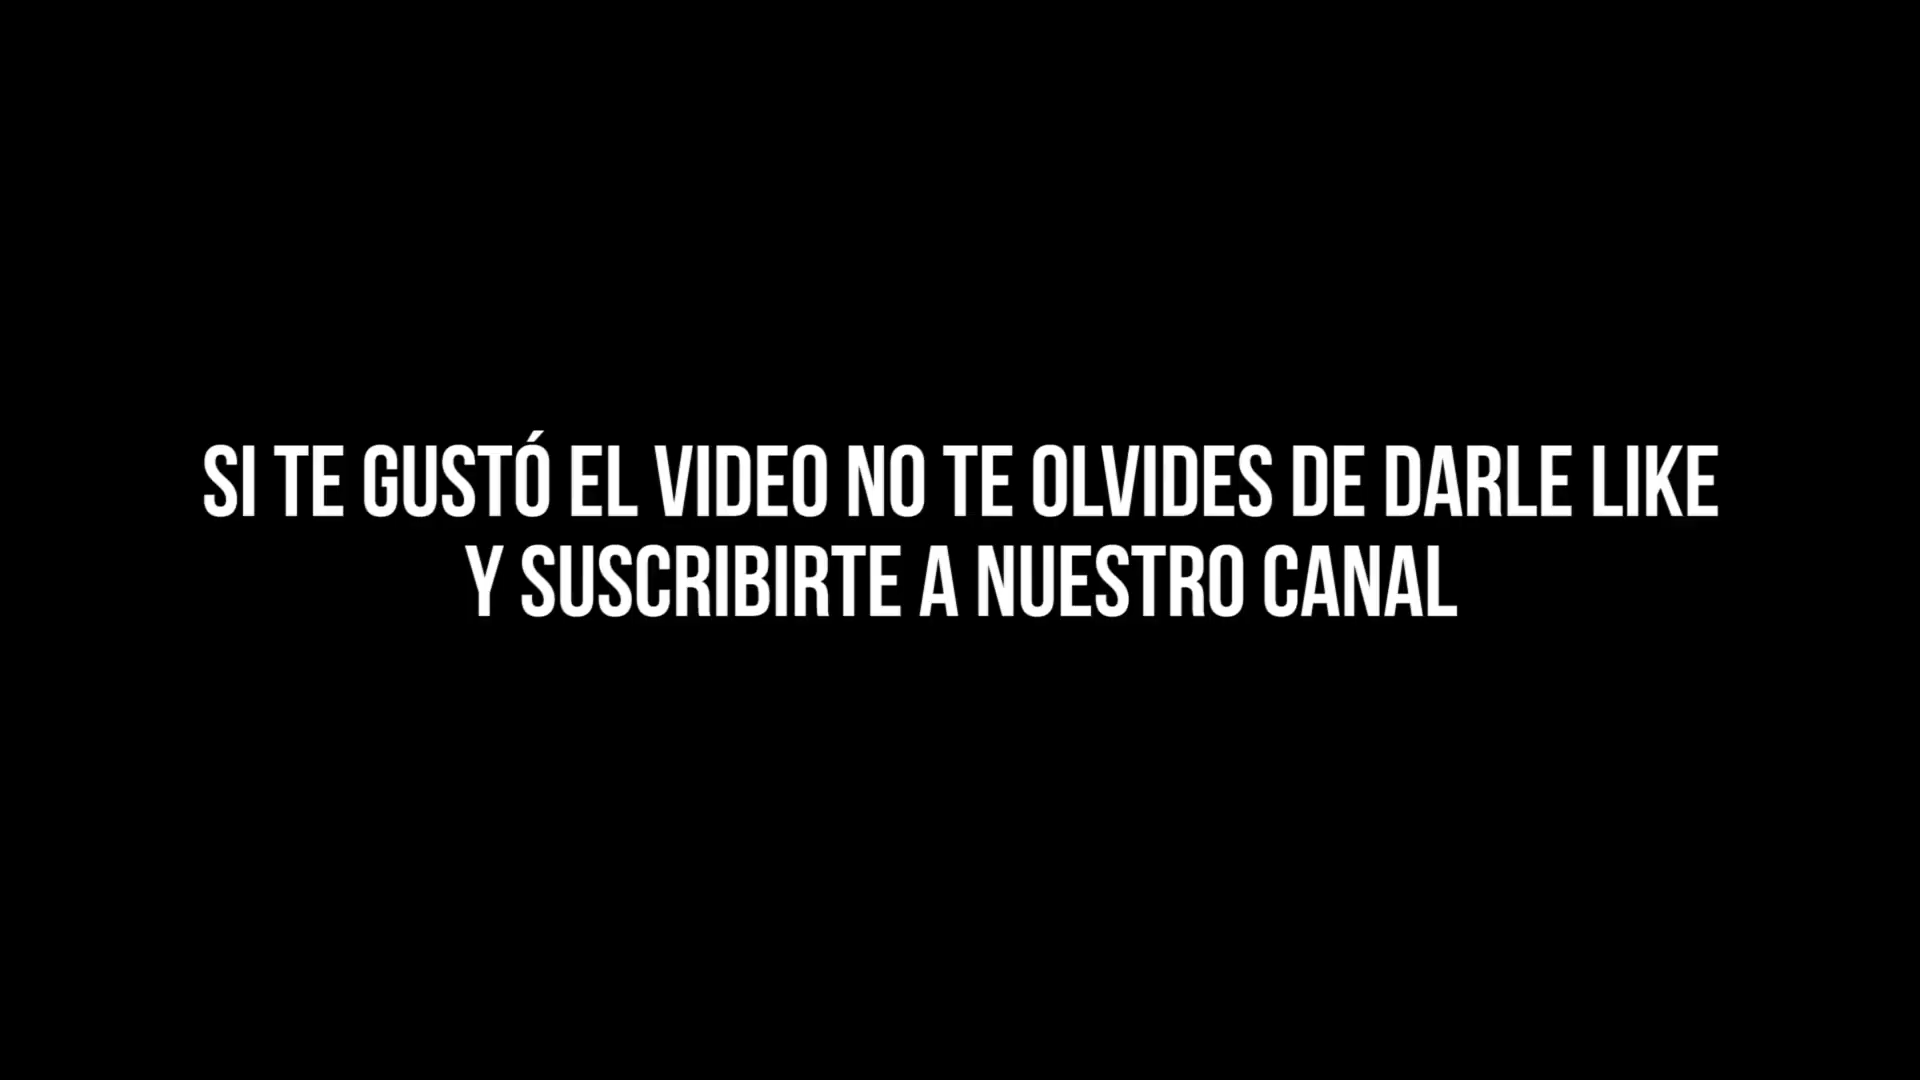 SI TE GUSTÓ EL VIDEO NO TE OLVIDES DE DARLE LIKE
Y SUSCRIBIRTE A NUESTRO CANAL